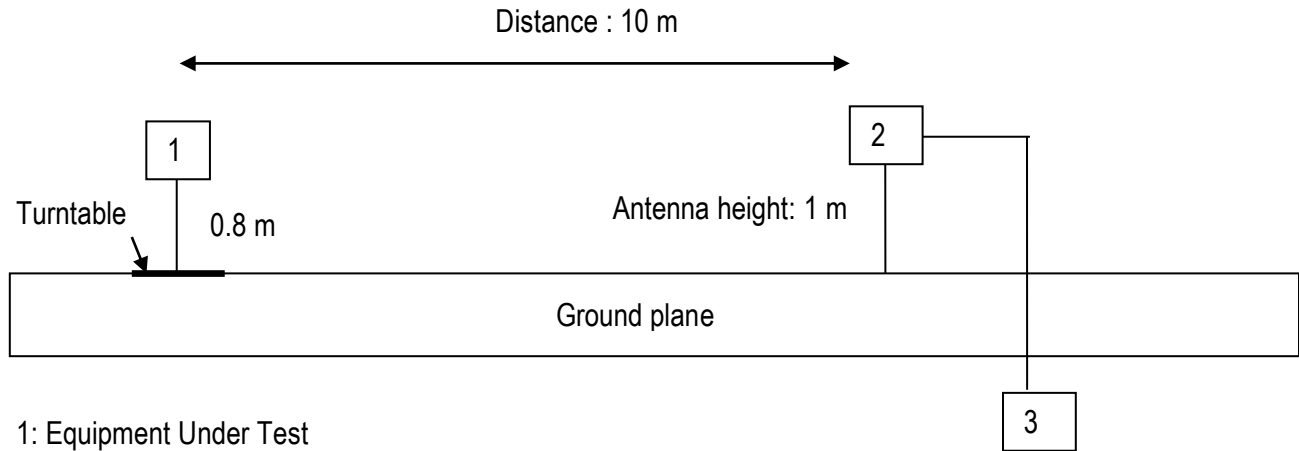 Distance : 10 m
1
2
Turntable
0.8 m
Antenna height: 1 m
Ground plane
3
1: Equipment Under Test